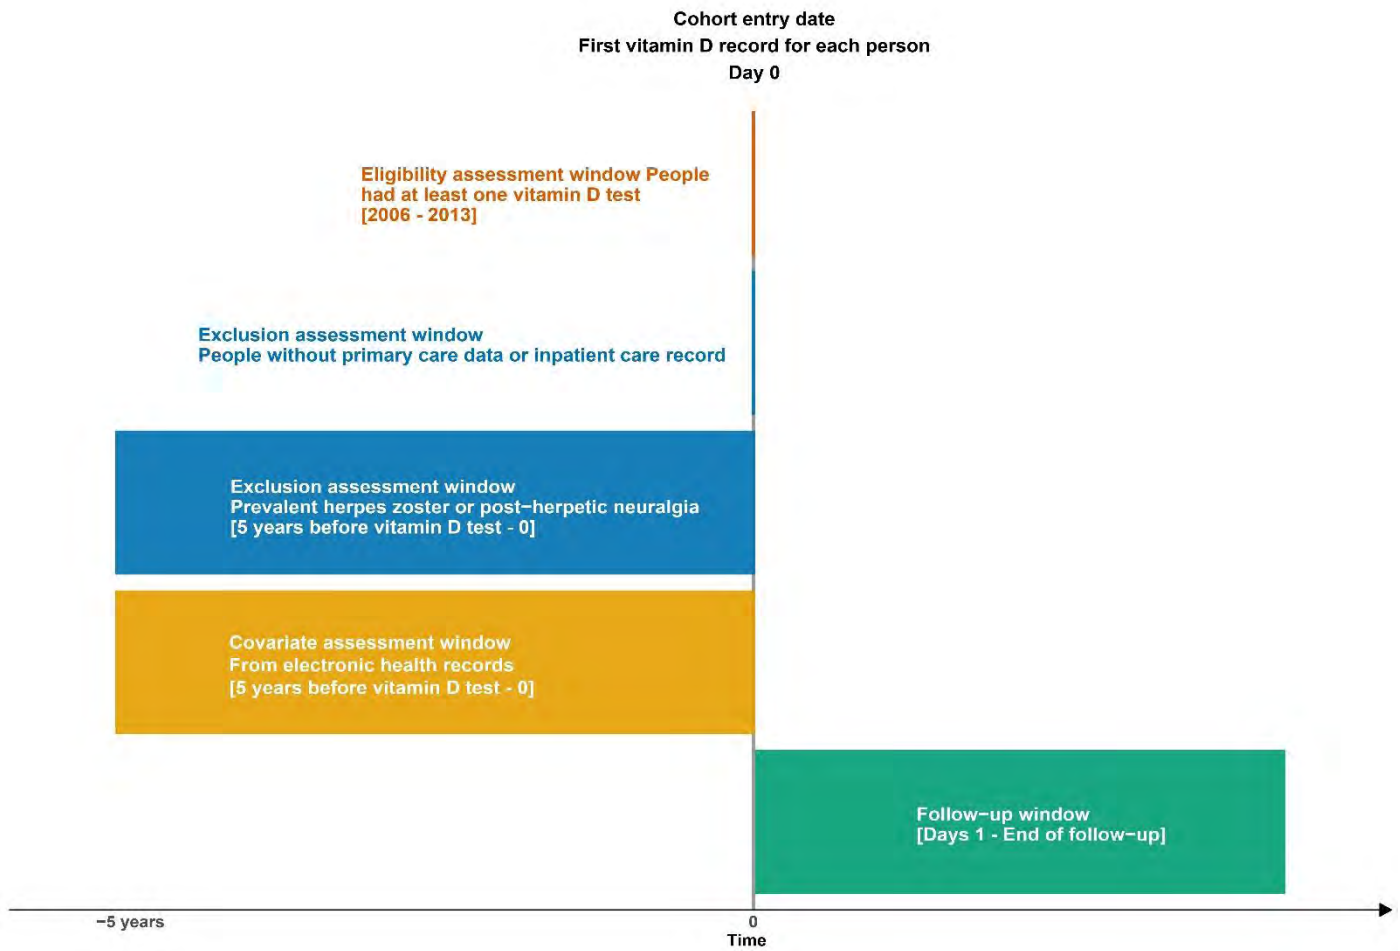 Cohort entry date
First vitamin D record for each person
Day 0
Eligibility assessment window People
had at least one vitamin D test
[2006 - 2013]
Exclusion assessment window
People without primary care data or inpatient care record
Exclusion assessment window
Prevalent herpes zoster or post−herpetic neuralgia
[5 years before vitamin D test - 0]
Covariate assessment window
From electronic health records
[5 years before vitamin D test - 0]
Follow−up window
[Days 1 - End of follow−up]
−5 years
0
Time